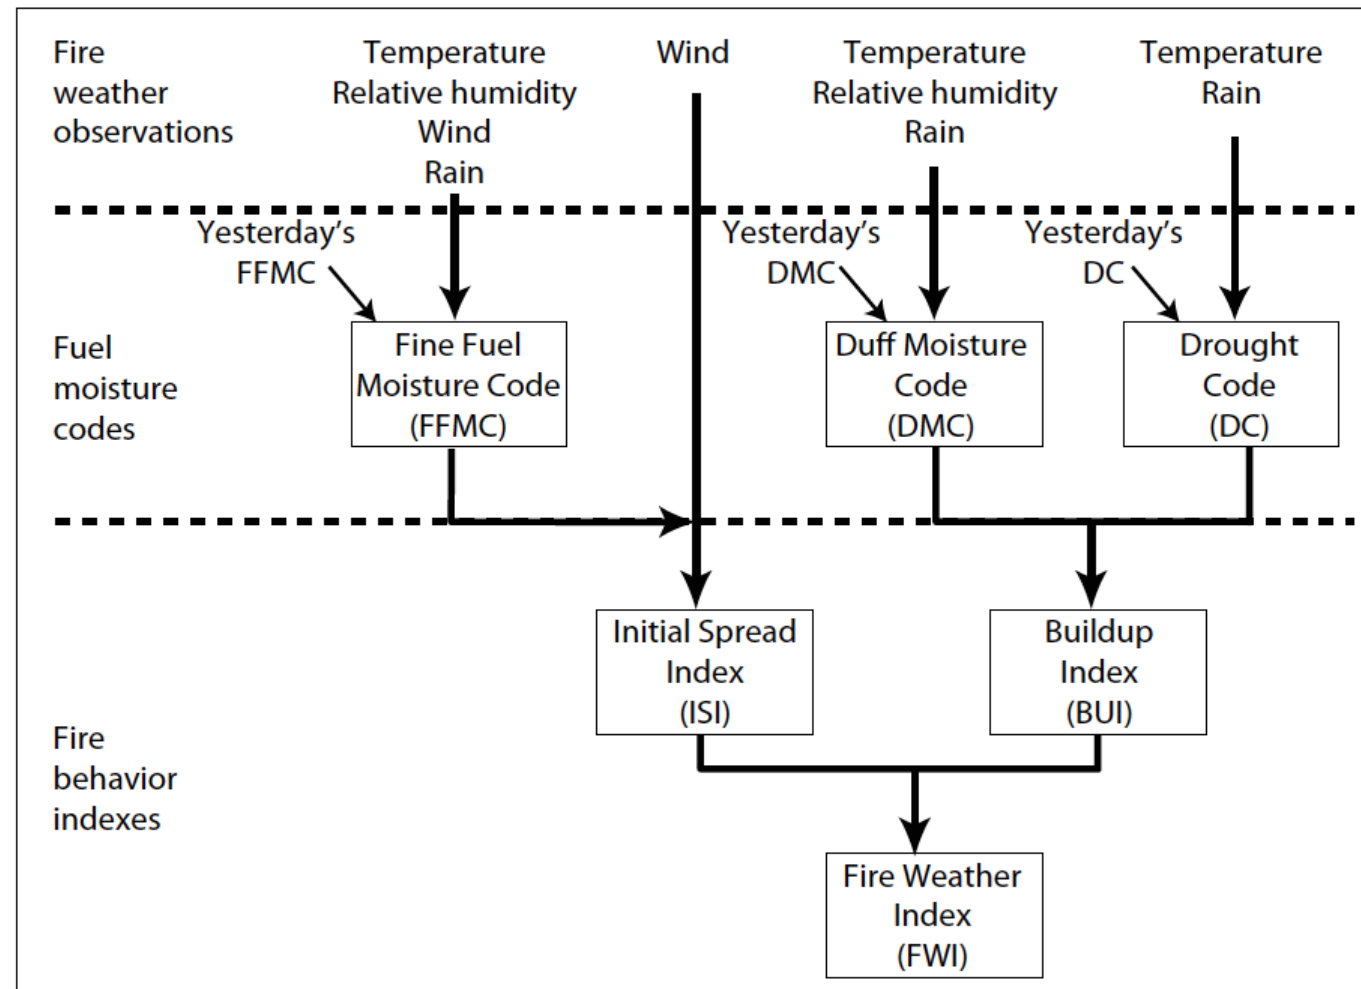 Fire
weather
observations
Temperature
Relative humidity
Wind
Rain
Wind
Temperature
Relative humidity
Rain
Temperature
Rain
Yesterday's
FFMC
Yesterday's
DMC
Yesterday's
DC
Fuel
moisture
codes
Fine Fuel
Moisture Code
(FFMC)
Duff Moisture
Code
(DMC)
Drought
Code
(DC)
Fire
behavior
indexes
Initial Spread
Index
(ISI)
Buildup
Index
(BUI)
Fire Weather
Index
(FWI)